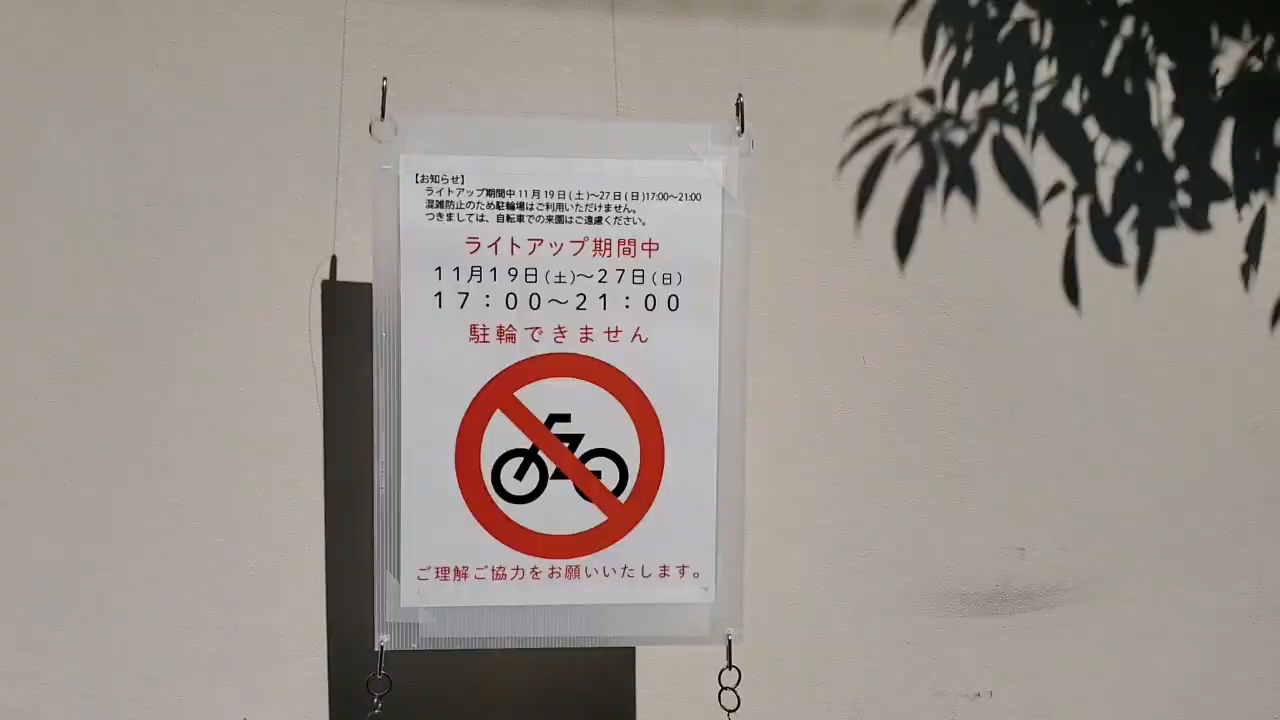 【お知らせ】
ライトアップ期間中11月19日(土)～27日(日)17:00～21:00
混雑防止のため駐輪場はご利用いただけません。
つきましては、自転車での来園はご遠慮ください。
ライトアップ期間中
11月19日(土)～27日(日)
17：00～21：00
駐輪できません
ご理解ご協力をお願いいたします。